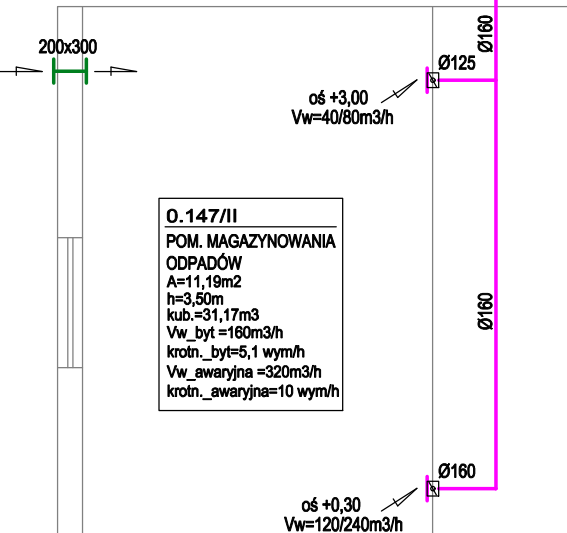 Ø160
200x300
Ø125
oś +3,00
Vw=40/80m3/h
0.147/II
POM. MAGAZYNOWANIA
ODPADÓW
A=11,19m2
h=3,50m
kub.=31,17m3
Vw_byt =160m3/h
krotn._byt=5,1 wym/h
Vw_awaryjna =320m3/h
krotn._awaryjna=10 wym/h
Ø160
Ø160
oś +0,30
Vw=120/240m3/h